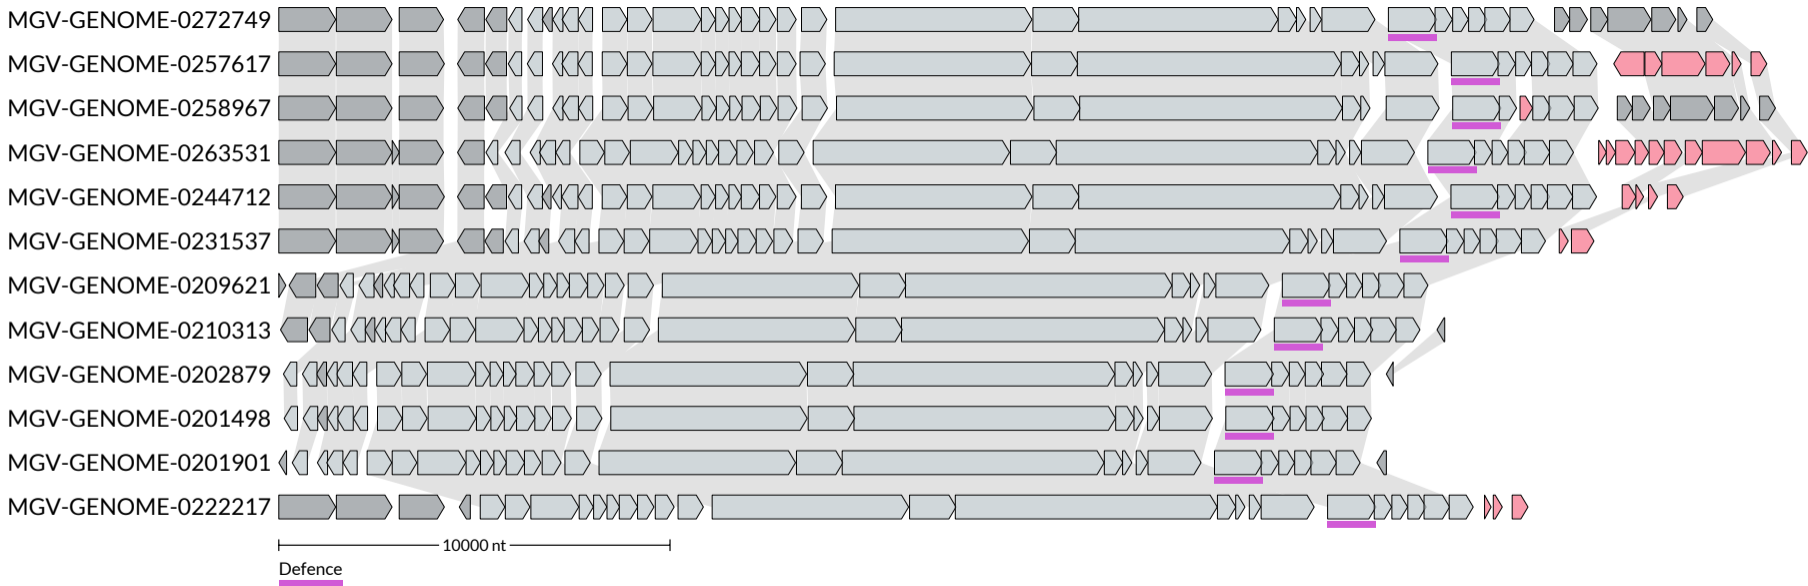 MGV-GENOME-0272749
MGV-GENOME-0257617
MGV-GENOME-0258967
MGV-GENOME-0263531
MGV-GENOME-0244712
MGV-GENOME-0231537
MGV-GENOME-0209621
MGV-GENOME-0210313
MGV-GENOME-0202879
MGV-GENOME-0201498
MGV-GENOME-0201901
MGV-GENOME-0222217
10000 nt
Defence